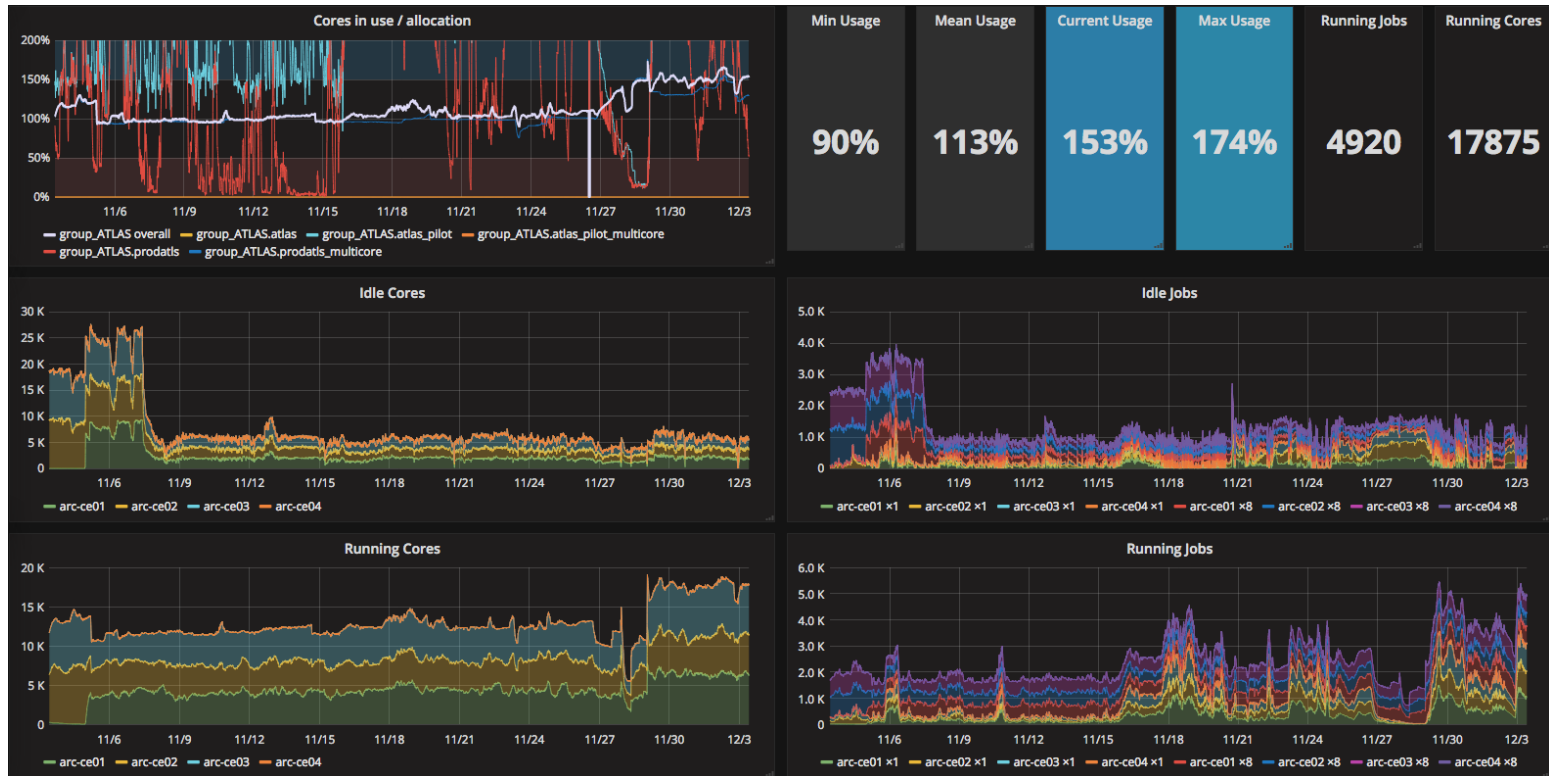 Cores in use / allocation
200%
150%
100%
50%
0%
11/6 11/9 11/12 11/15 11/18 11/21 11/24 11/27 11/30 12/3
group_ATLAS overall group_ATLAS.atlas group_ATLAS.atlas_pilot group_ATLAS.atlas_pilot_multicore
group_ATLAS.prodatls group_ATLAS.prodatls_multicore
Min Usage
90%
Mean Usage
113%
Current Usage
153%
Max Usage
174%
Running Jobs
4920
Running Cores
17875
Idle Cores
30 K
25 K
20 K
15 K
10 K
5 K
0
11/6 11/9 11/12 11/15 11/18 11/21 11/24 11/27 11/30 12/3
arc-ce01 arc-ce02 arc-ce03 arc-ce04
Idle Jobs
5.0 K
4.0 K
3.0 K
2.0 K
1.0 K
0
11/6 11/9 11/12 11/15 11/18 11/21 11/24 11/27 11/30 12/3
arc-ce01 ×1 arc-ce02 ×1 arc-ce03 ×1 arc-ce04 ×1 arc-ce01 ×8 arc-ce02 ×8 arc-ce03 ×8 arc-ce04 ×8
Running Cores
20 K
15 K
10 K
5 K
0
11/6 11/9 11/12 11/15 11/18 11/21 11/24 11/27 11/30 12/3
arc-ce01 arc-ce02 arc-ce03 arc-ce04
Running Jobs
6.0 K
5.0 K
4.0 K
3.0 K
2.0 K
1.0 K
0
11/6 11/9 11/12 11/15 11/18 11/21 11/24 11/27 11/30 12/3
arc-ce01 ×1 arc-ce02 ×1 arc-ce03 ×1 arc-ce04 ×1 arc-ce01 ×8 arc-ce02 ×8 arc-ce03 ×8 arc-ce04 ×8